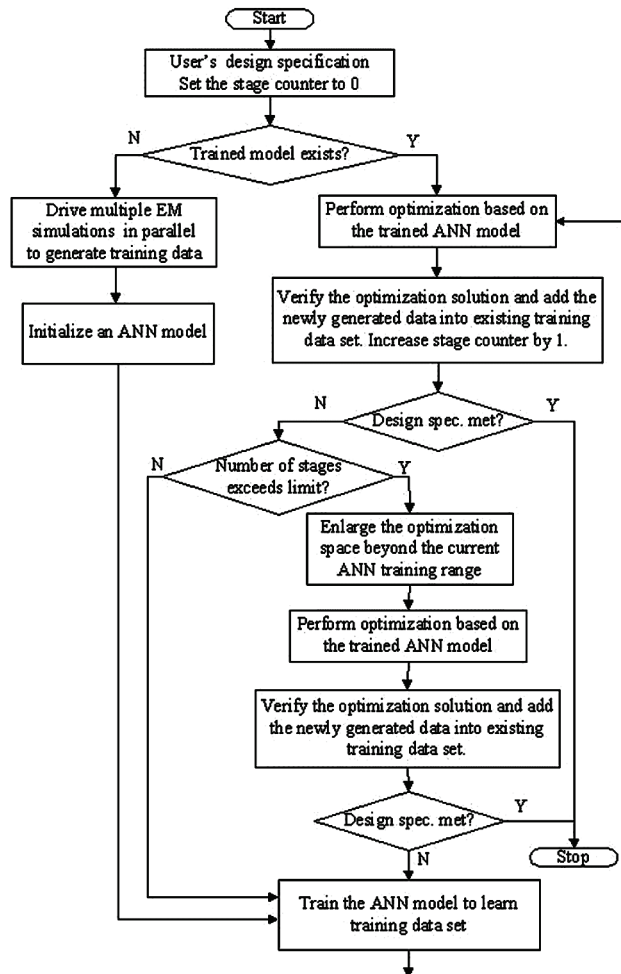 Start
User's design specification
Set the stage counter to 0
N
Y
Trained model exists?
Drive multiple EM
simulations in parallel
to generate training data
Perform optimization based on
the trained ANN model
Initialize an ANN model
Verify the optimization solution and add the
newly generated data into existing training
data set. Increase stage counter by 1.
N
Y
Design spec. met?
N
Y
Number of stages
exceeds limit?
Enlarge the optimization
space beyond the current
ANN training range
Perform optimization based on
the trained ANN model
Verify the optimization solution and add
the newly generated data into existing
training data set.
Y
Design spec. met?
N
Stop
Train the ANN model to learn
training data set